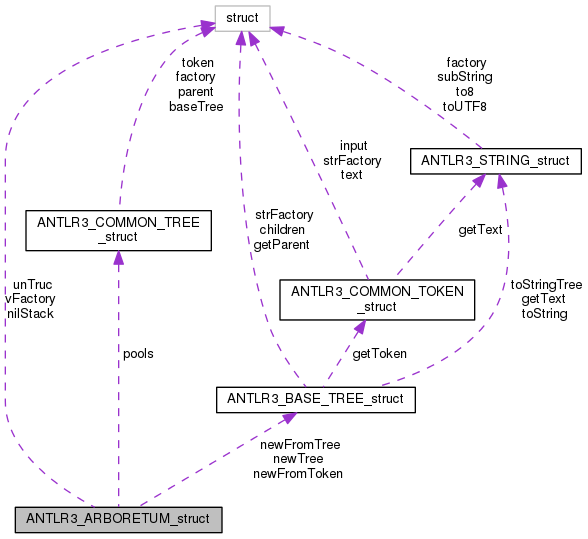 struct
token
factory
parent
baseTree
factory
subString
to8
toUTF8
input
strFactory
text
ANTLR3_STRING_struct
ANTLR3_COMMON_TREE
_struct
strFactory
children
getParent
getText
unTruc
vFactory
nilStack
ANTLR3_COMMON_TOKEN
_struct
toStringTree
getText
toString
pools
getToken
ANTLR3_BASE_TREE_struct
newFromTree
newTree
newFromToken
ANTLR3_ARBORETUM_struct